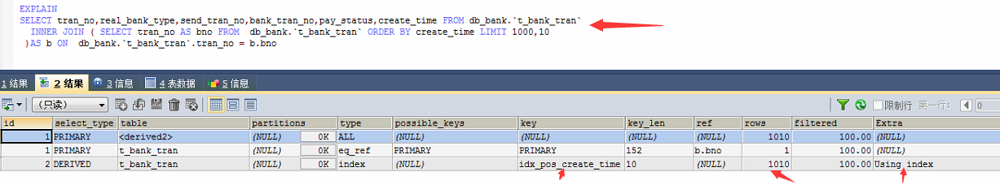 EXPLAIN
SELECT tran_no,real_bank_type,send_tran_no,bank_tran_no,pay_status,create_time FROM db_bank.`t_bank_tran`
INNER JOIN ( SELECT tran_no AS bno FROM db_bank.`t_bank_tran` ORDER BY create_time LIMIT 1000,10
)AS b ON db_bank.`t_bank_tran`.tran_no = b.bno
1 结果 2 结果 3 信息 4 表数据 5 信息
(只读) 限制行 第一行: 0
id select_type table partitions type possible_keys key key_len ref rows filtered Extra
1 PRIMARY <derived2> (NULL) 0K ALL (NULL) (NULL) (NULL) (NULL) 1010 100.00 (NULL)
1 PRIMARY t_bank_tran (NULL) 0K eq_ref PRIMARY PRIMARY 152 b.bno 1 100.00 (NULL)
2 DERIVED t_bank_tran (NULL) 0K index (NULL) idx_pos_create_time 10 (NULL) 1010 100.00 Using index